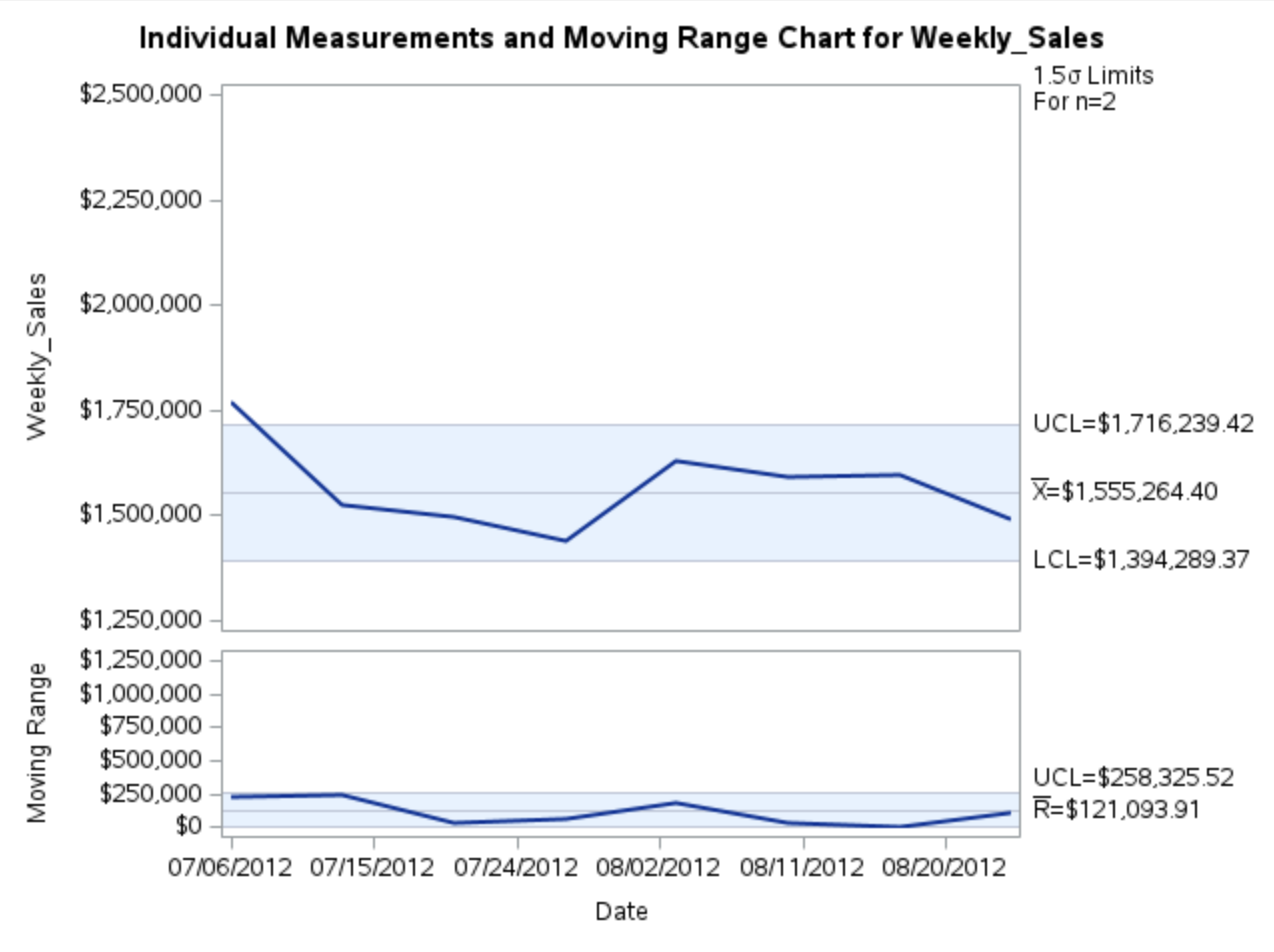 Individual Measurements and Moving Range Chart for Weekly_Sales
1.5σ Limits
For n=2
$2,500,000
$2,250,000
$2,000,000
$1,750,000
$1,500,000
$1,250,000
Weekly_Sales
UCL=$1,716,239.42
X̅=$1,555,264.40
LCL=$1,394,289.37
$1,250,000
$1,000,000
$750,000
$500,000
$250,000
$0
Moving Range
UCL=$258,325.52
R̅=$121,093.91
07/06/2012 07/15/2012 07/24/2012 08/02/2012 08/11/2012 08/20/2012
Date